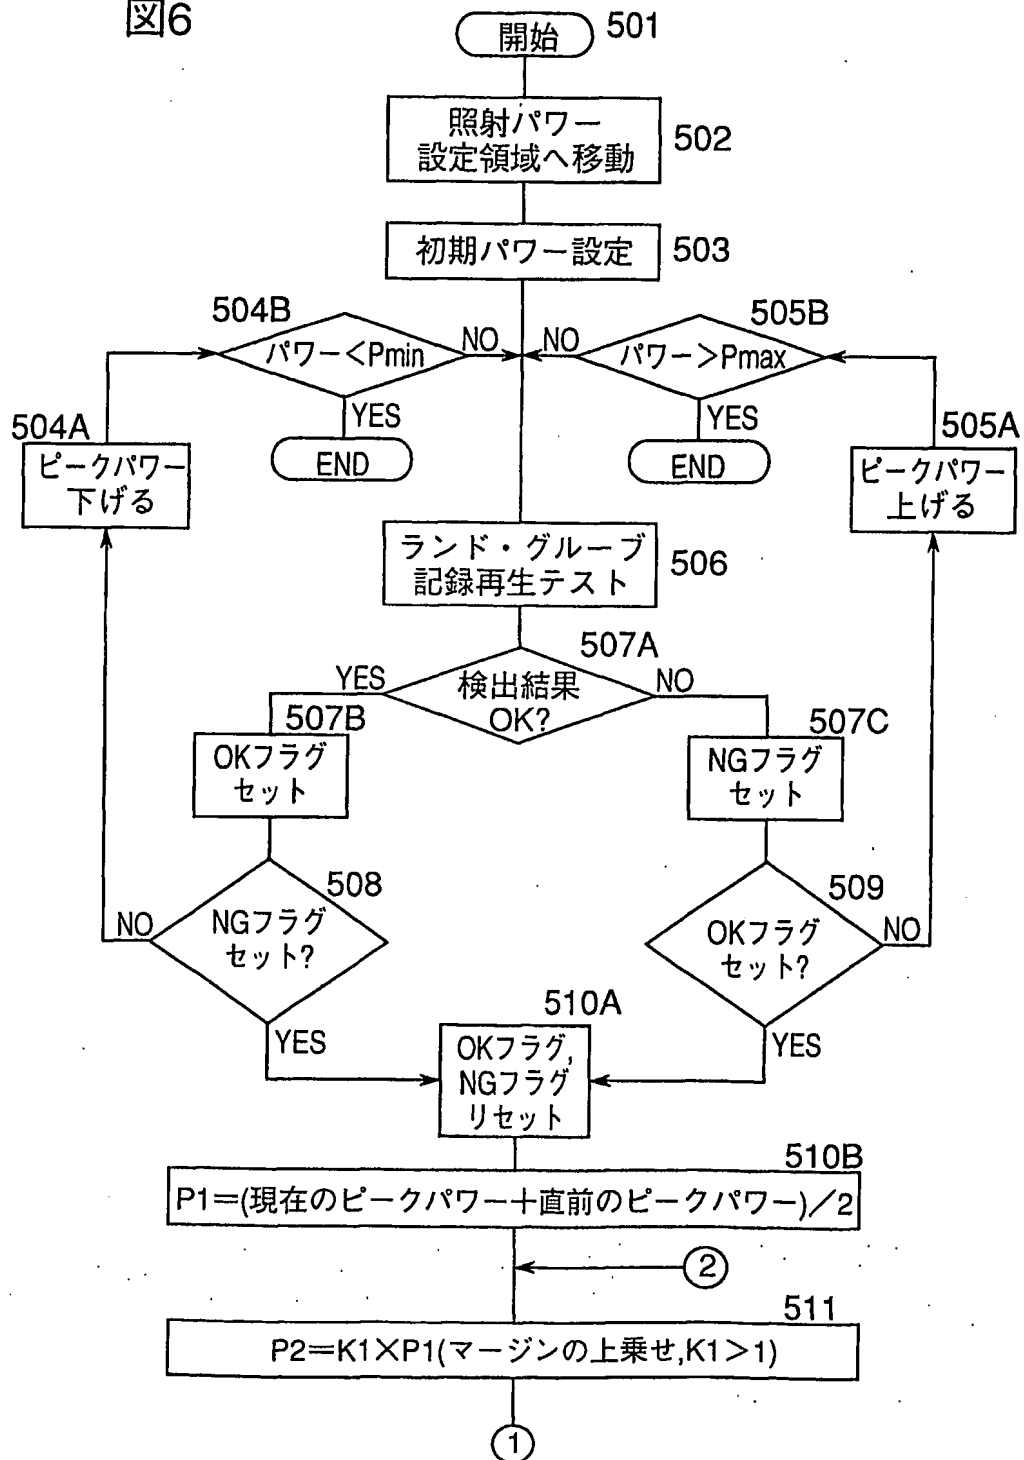 図6
開始
501
照射パワー
設定領域へ移動
502
初期パワー設定
503
504B
パワー<Pmin
NO
YES
END
505B
パワー>Pmax
NO
YES
END
504A
ピークパワー
下げる
505A
ピークパワー
上げる
ランド・グルーブ
記録再生テスト
506
507A
検出結果
OK?
YES
NO
507B
OKフラグ
セット
507C
NGフラグ
セット
508
NGフラグ
セット?
NO
YES
509
OKフラグ
セット?
NO
YES
510A
OKフラグ,
NGフラグ
リセット
510B
P1=(現在のピークパワー+直前のピークパワー)/2
②
511
P2=K1×P1(マージンの上乗せ,K1>1)
①